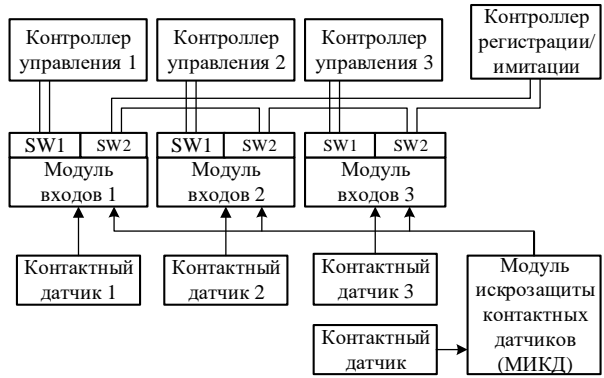 Контроллер
управления 1
Контроллер
управления 2
Контроллер
управления 3
Контроллер
регистрации/
имитации
SW1
SW2
Модуль
входов 1
SW1
SW2
Модуль
входов 2
SW1
SW2
Модуль
входов 3
Контактный
датчик 1
Контактный
датчик 2
Контактный
датчик 3
Модуль
искрозащиты
контактных
датчиков
(МИКД)
Контактный
датчик